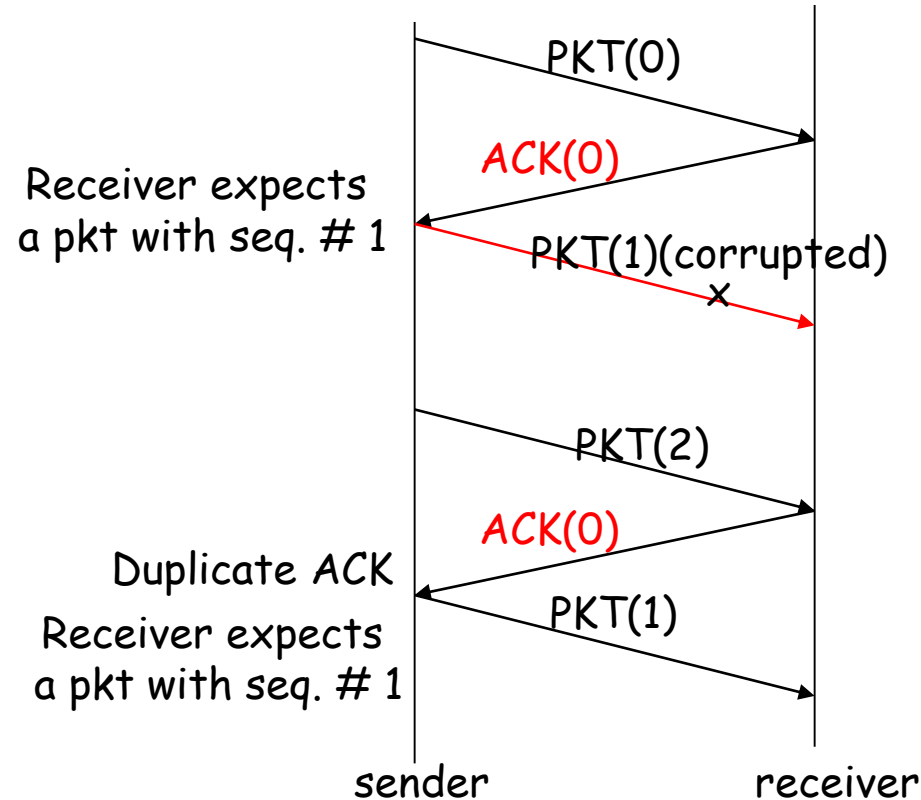 PKT(0)
ACK(0)
Receiver expects
a pkt with seq. # 1
PKT(1)(corrupted)
x
PKT(2)
ACK(0)
Duplicate ACK
PKT(1)
Receiver expects
a pkt with seq. # 1
sender
receiver